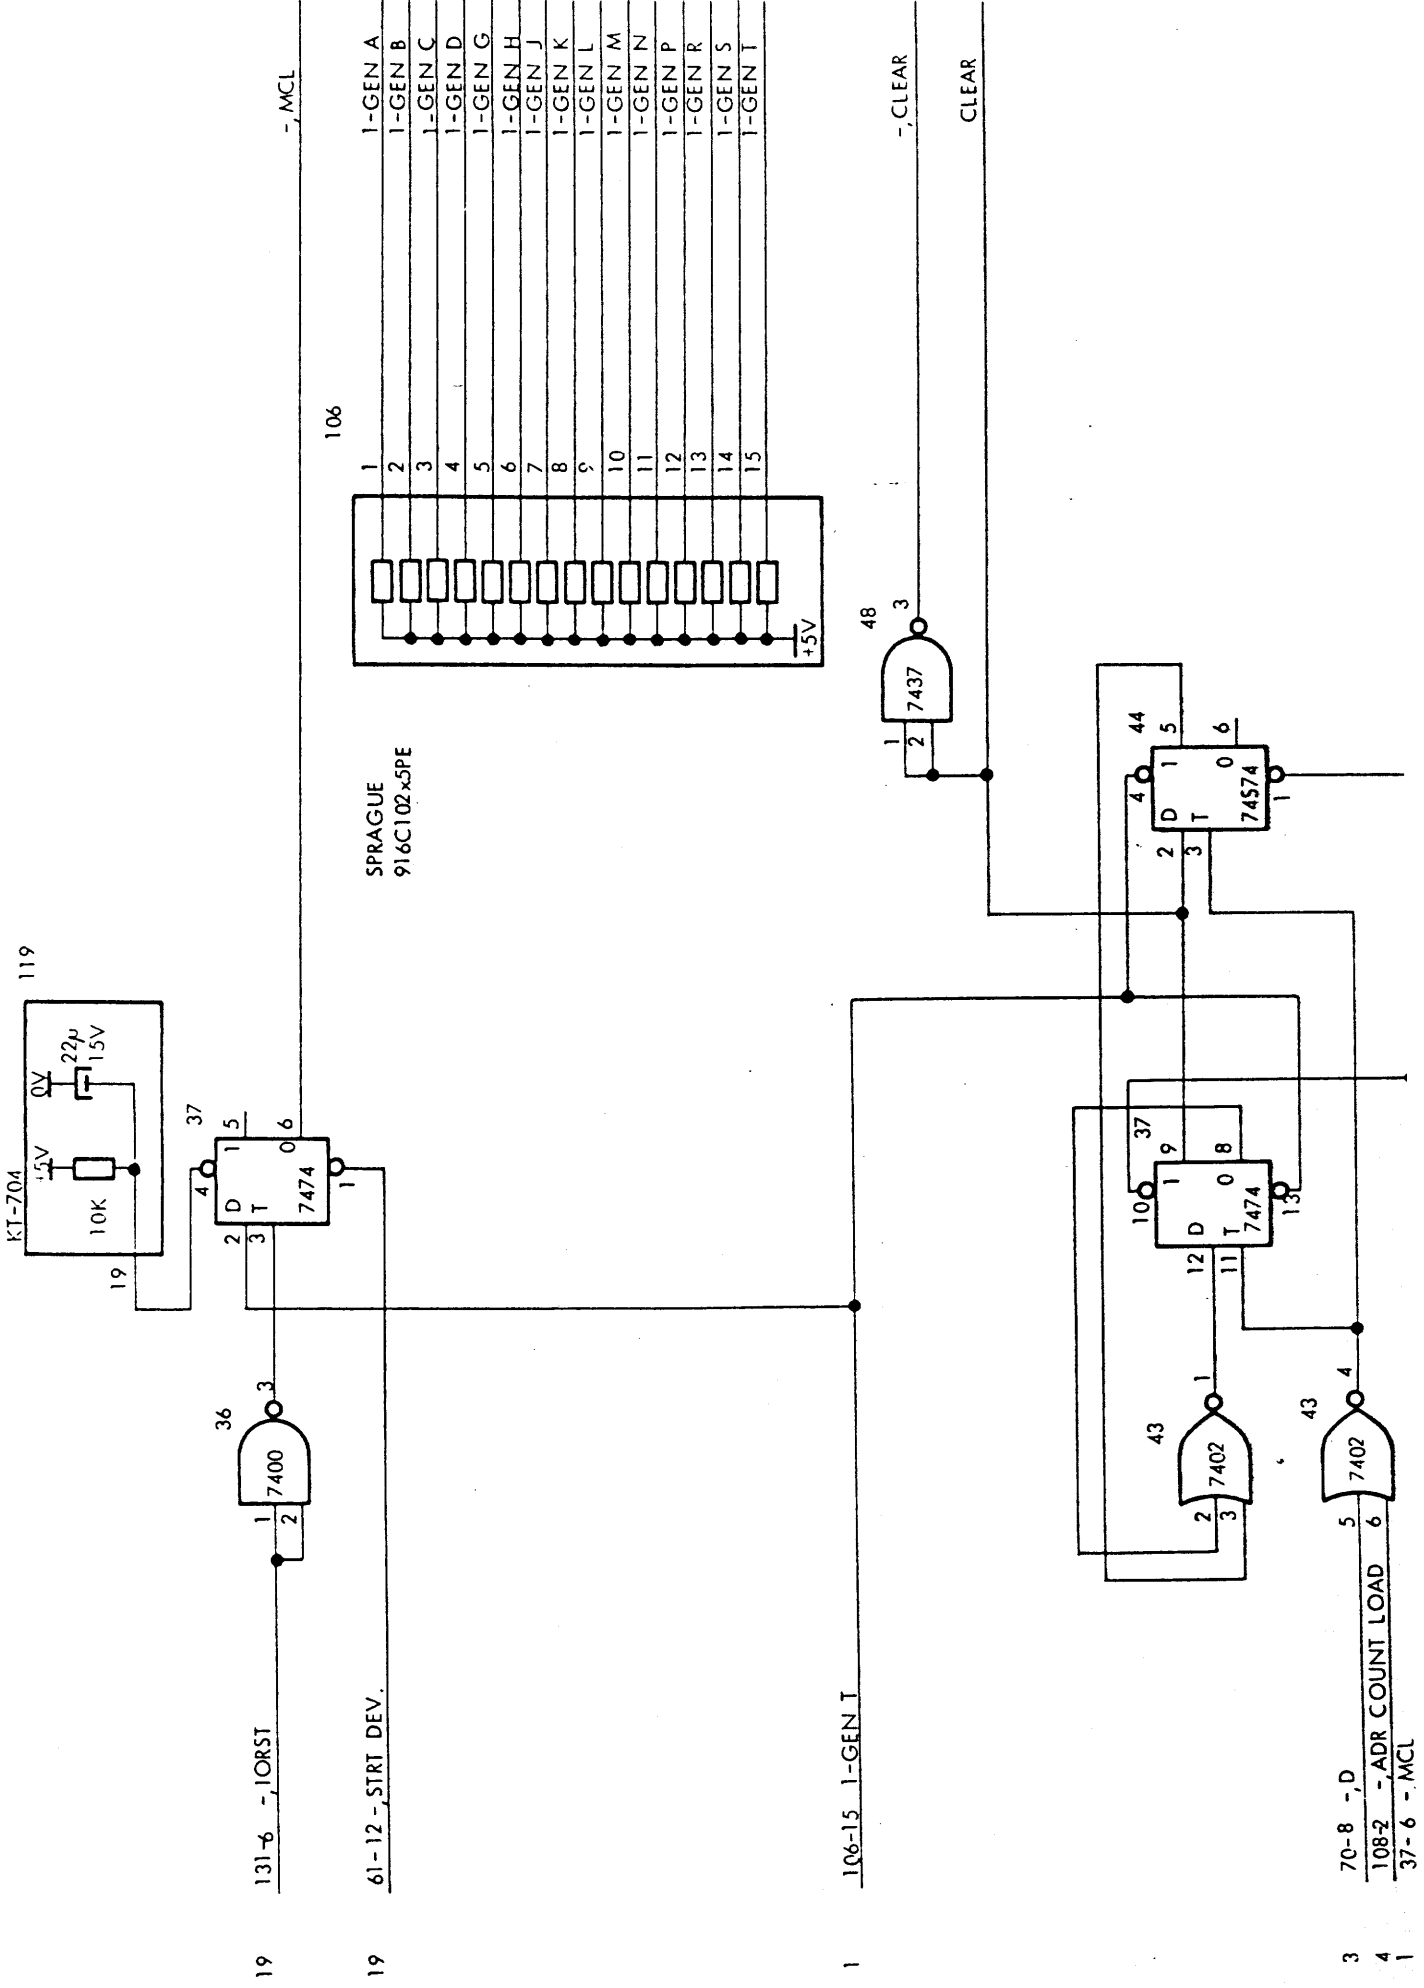 KT-704
119
+5V
0V
22µ
15V
10K
19
37
4
2 D 1 5
3 T 0 6
7474
1
-,MCL
36
1
2
7400
3
19 131-6 -,IORST
19 61-12 -,STRT DEV.
SPRAGUE
916C102x5PE
106
+5V
1 1-GEN A
2 1-GEN B
3 1-GEN C
4 1-GEN D
5 1-GEN G
6 1-GEN H
7 1-GEN J
8 1-GEN K
9 1-GEN L
10 1-GEN M
11 1-GEN N
12 1-GEN P
13 1-GEN R
14 1-GEN S
15 1-GEN T
1 106-15 1-GEN T
48
1
2
7437
3
-,CLEAR
CLEAR
44
4
2 D 1 5
3 T 0 6
74S74
1
37
10
12 D 1 9
11 T 0 8
7474
13
43
2
3
7402
1
43
5
6
7402
4
3 70-8 -,D
4 108-2 -,ADR COUNT LOAD
1 37-6 -,MCL